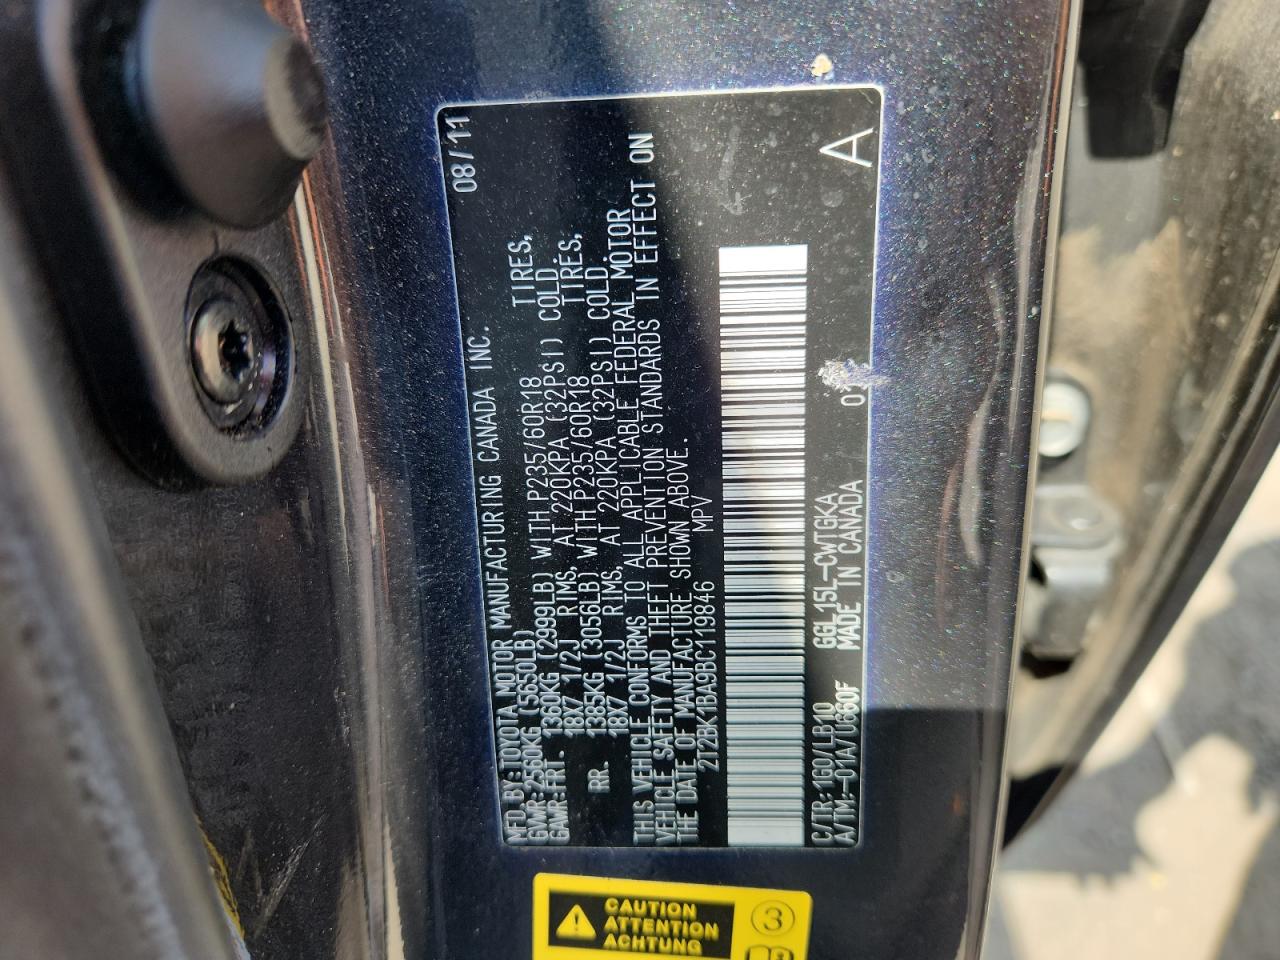 MFD BY: TOYOTA MOTOR MANUFACTURING CANADA INC. 08/11
GVWR: 2560KG (5650LB)
GAWR: FRT. 1360KG (2999LB) WITH P235/60R18 TIRES,
18X7 1/2J RIMS, AT 220KPA (32PSI) COLD
RR. 1385KG (3056LB) WITH P235/60R18 TIRES,
18X7 1/2J RIMS, AT 220KPA (32PSI) COLD
THIS VEHICLE CONFORMS TO ALL APPLICABLE FEDERAL MOTOR
VEHICLE SAFETY AND THEFT PREVENTION STANDARDS IN EFFECT ON
THE DATE OF MANUFACTURE SHOWN ABOVE.
2T2BK1BA9BC119846 MPV
C/TR: 1G0/LB10 GGL15L-CWTGKA A
A/TM: -01A/U660F MADE IN CANADA
CAUTION
ATTENTION
ACHTUNG
3